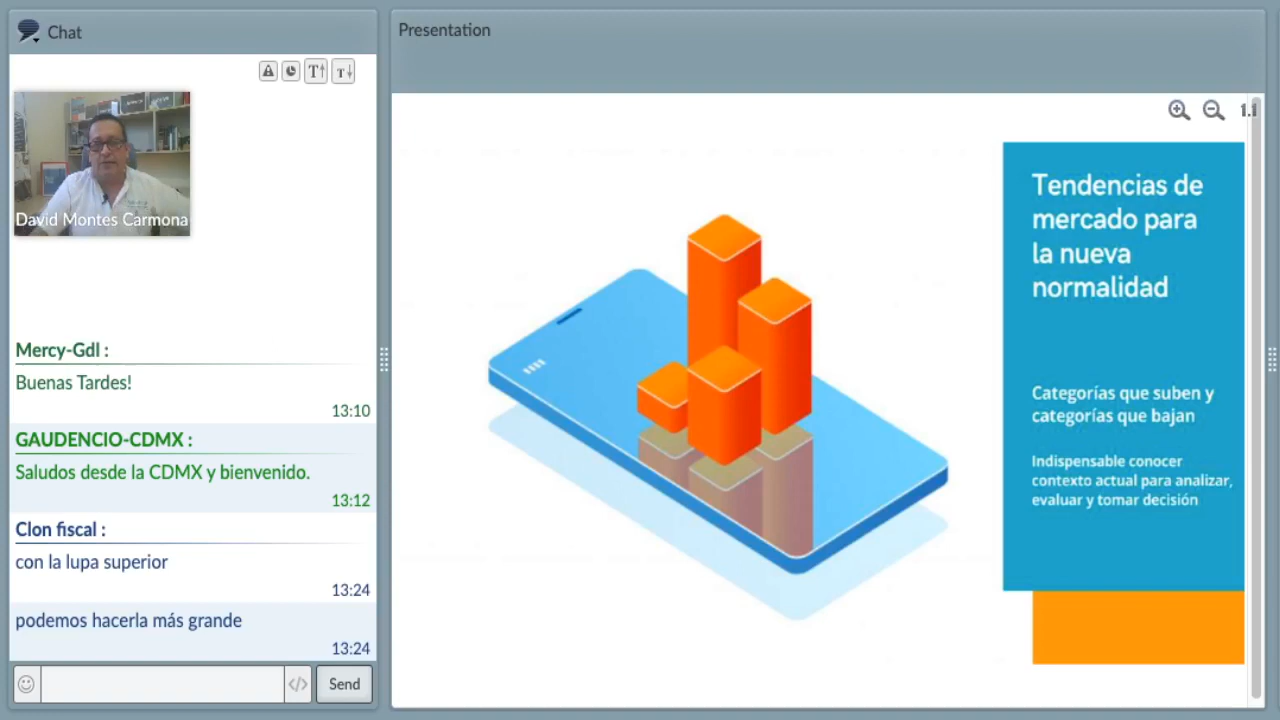 Chat
David Montes Carmona
Mercy-Gdl :
Buenas Tardes!
13:10
GAUDENCIO-CDMX :
Saludos desde la CDMX y bienvenido.
13:12
Clon fiscal :
con la lupa superior
13:24
podemos hacerla más grande
13:24
Send
Presentation
Tendencias de
mercado para
la nueva
normalidad
Categorías que suben y
categorías que bajan
Indispensable conocer
contexto actual para analizar,
evaluar y tomar decisión